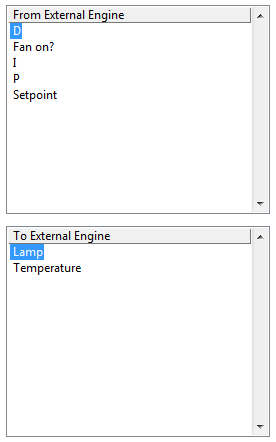 From External Engine
D
Fan on?
I
P
Setpoint
To External Engine
Lamp
Temperature